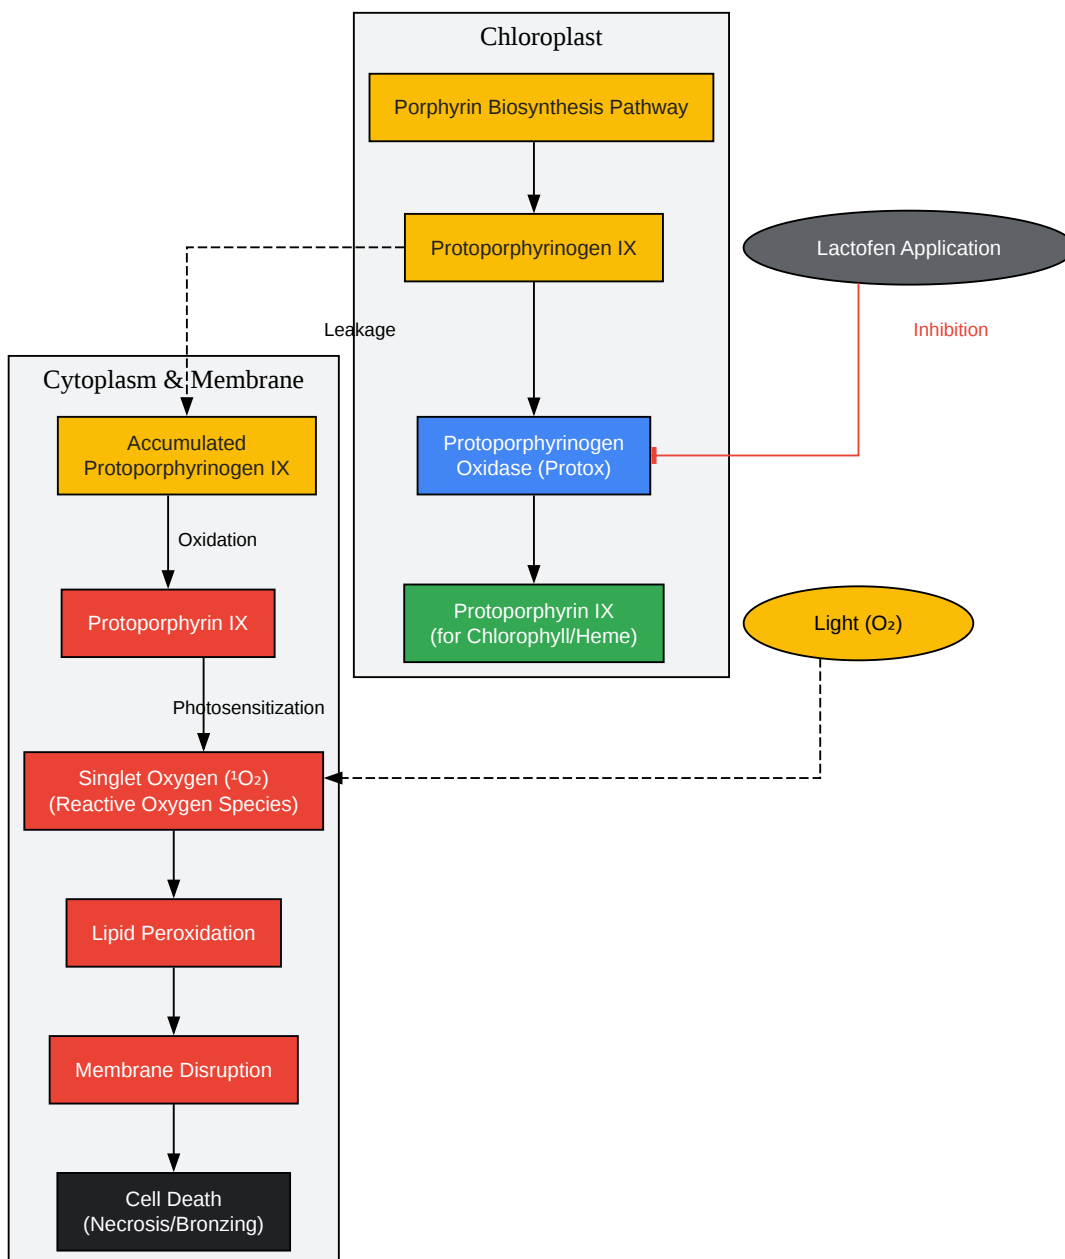 Chloroplast
Porphyrin Biosynthesis Pathway
Protoporphyrinogen IX
Lactofen Application
Leakage
Inhibition
Cytoplasm & Membrane
Accumulated
Protoporphyrinogen IX
Protoporphyrinogen
Oxidase (Protox)
Oxidation
Protoporphyrin IX
Protoporphyrin IX
(for Chlorophyll/Heme)
Light (O₂)
Photosensitization
Singlet Oxygen (¹O₂)
(Reactive Oxygen Species)
Lipid Peroxidation
Membrane Disruption
Cell Death
(Necrosis/Bronzing)